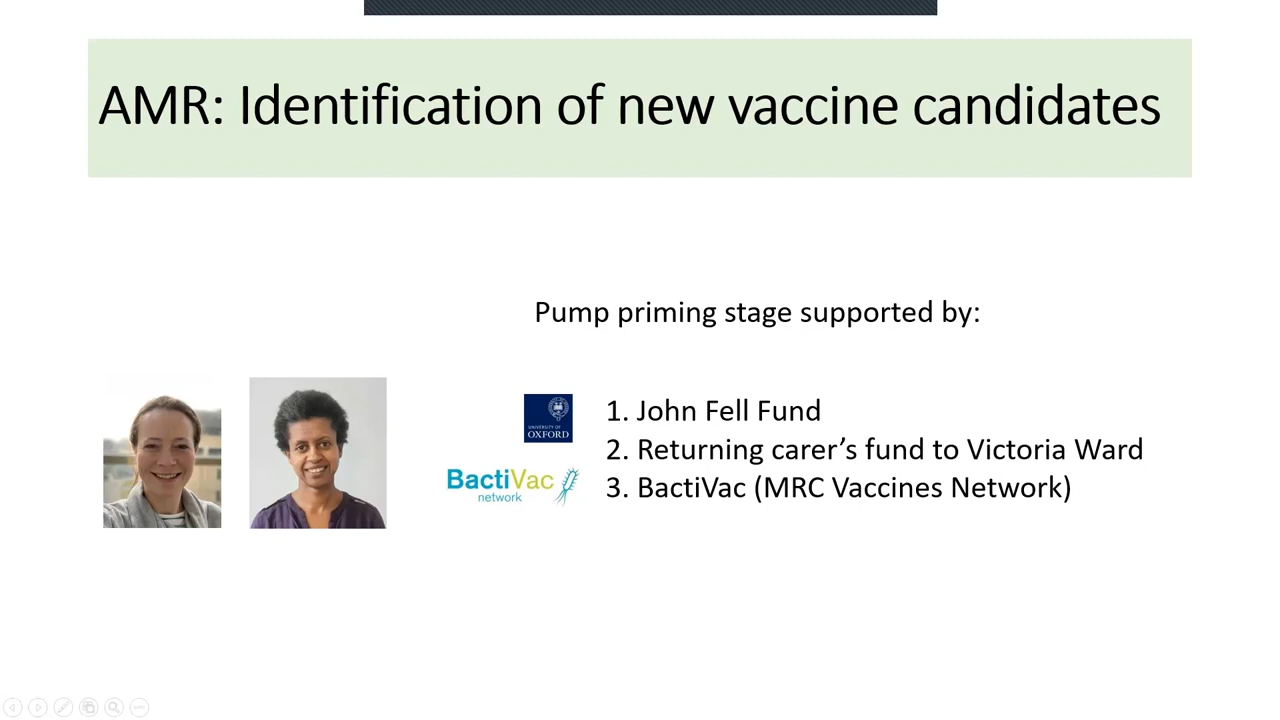 AMR: Identification of new vaccine candidates
Pump priming stage supported by:
UNIVERSITY OF
OXFORD
1. John Fell Fund
2. Returning carer’s fund to Victoria Ward
BactiVac
network
3. BactiVac (MRC Vaccines Network)